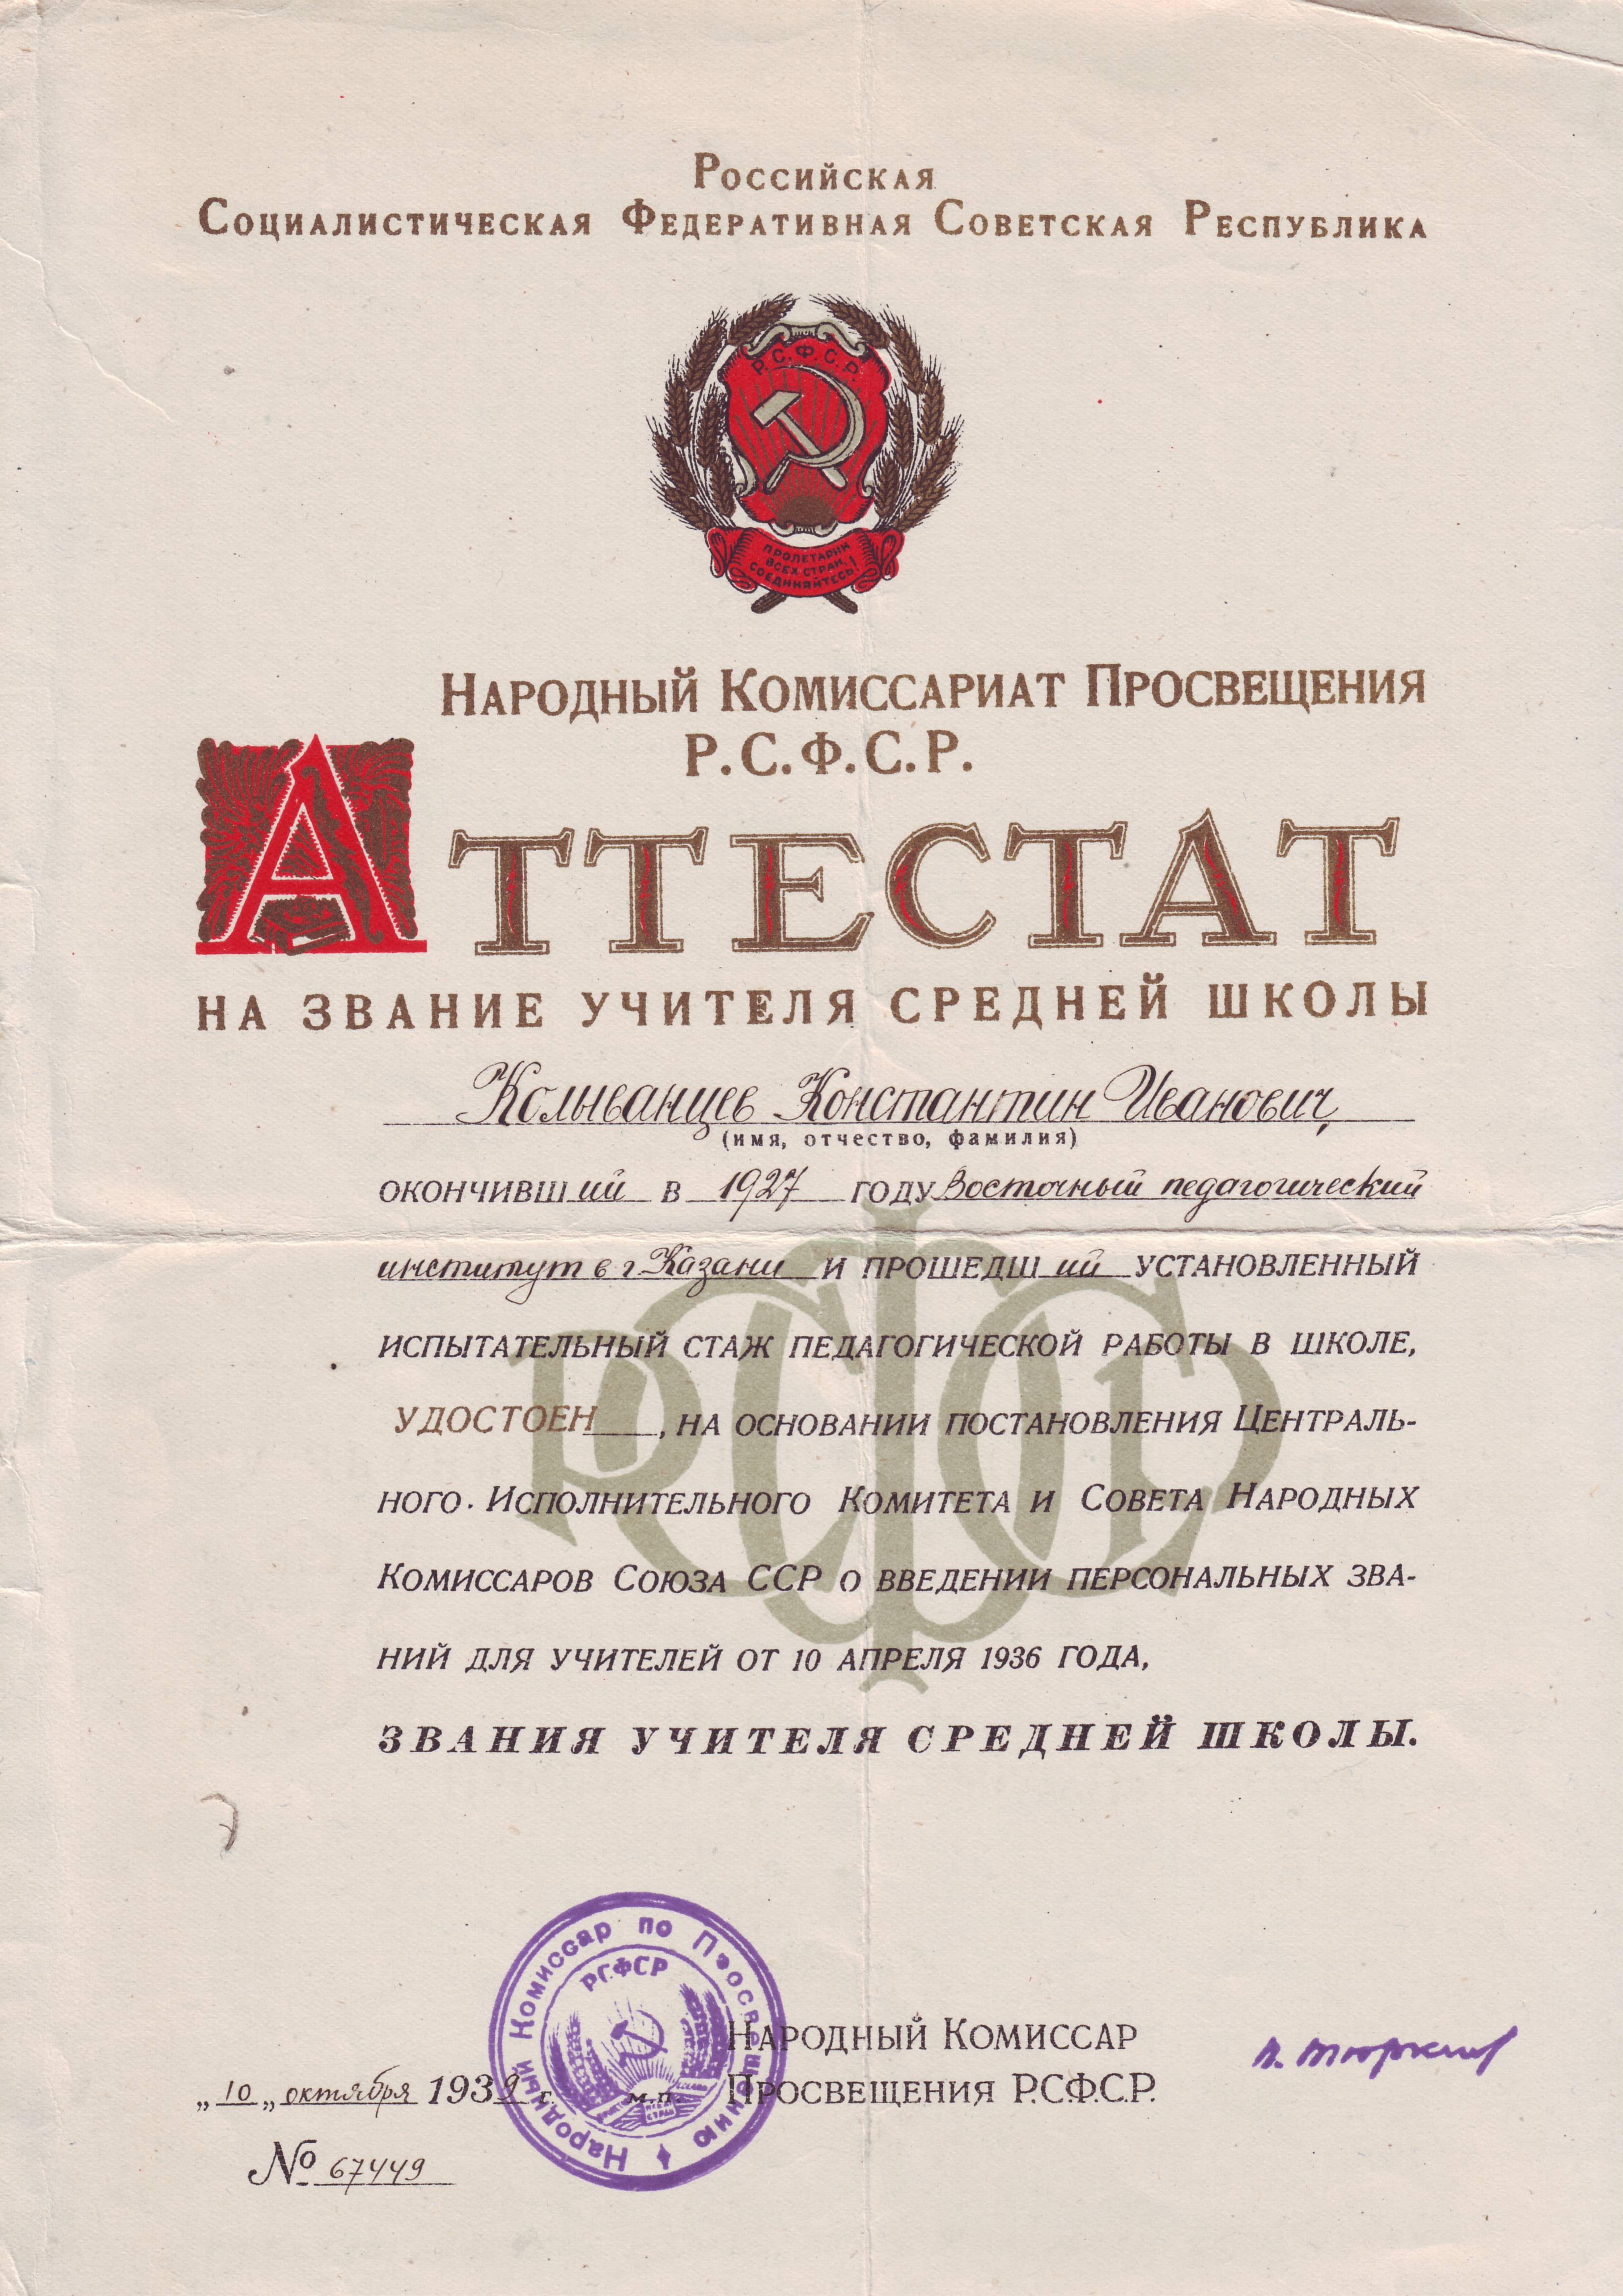 Российская
Социалистическая Федеративная Советская Республика
Р.С.Ф.С.Р.
ПРОЛЕТАРИИ
ВСЕХ СТРАН,
СОЕДИНЯЙТЕСЬ!
Народный Комиссариат Просвещения
Р.С.Ф.С.Р.
АТТЕСТАТ
НА ЗВАНИЕ УЧИТЕЛЯ СРЕДНЕЙ ШКОЛЫ
Колыванцев Константин Иванович,
(имя, отчество, фамилия)
ОКОНЧИВШий В 1927 ГОДУ Восточный педагогический
институт в г Казани И ПРОШЕДШий УСТАНОВЛЕННЫЙ
ИСПЫТАТЕЛЬНЫЙ СТАЖ ПЕДАГОГИЧЕСКОЙ РАБОТЫ В ШКОЛЕ,
УДОСТОЕН , НА ОСНОВАНИИ ПОСТАНОВЛЕНИЯ ЦЕНТРАЛЬ-
НОГО ИСПОЛНИТЕЛЬНОГО КОМИТЕТА И СОВЕТА НАРОДНЫХ
КОМИССАРОВ СОЮЗА ССР О ВВЕДЕНИИ ПЕРСОНАЛЬНЫХ ЗВА-
НИЙ ДЛЯ УЧИТЕЛЕЙ ОТ 10 АПРЕЛЯ 1936 ГОДА,
ЗВАНИЯ УЧИТЕЛЯ СРЕДНЕЙ ШКОЛЫ.
Народный Комиссар по Просвещению
РСФСР
Народный Комиссар
Просвещения Р.С.Ф.С.Р.
„10„ октября 1939 г. м.п.
№ 67449